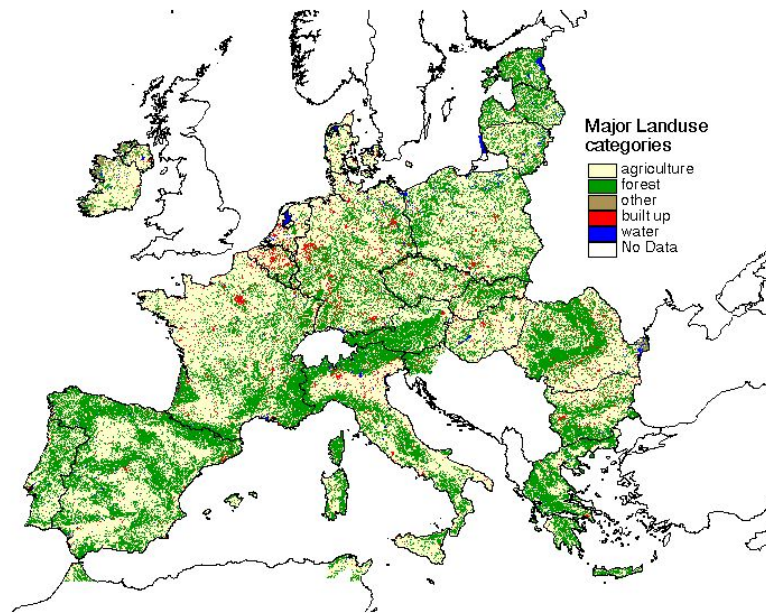 Major Landuse
categories
agriculture
forest
other
built up
water
No Data